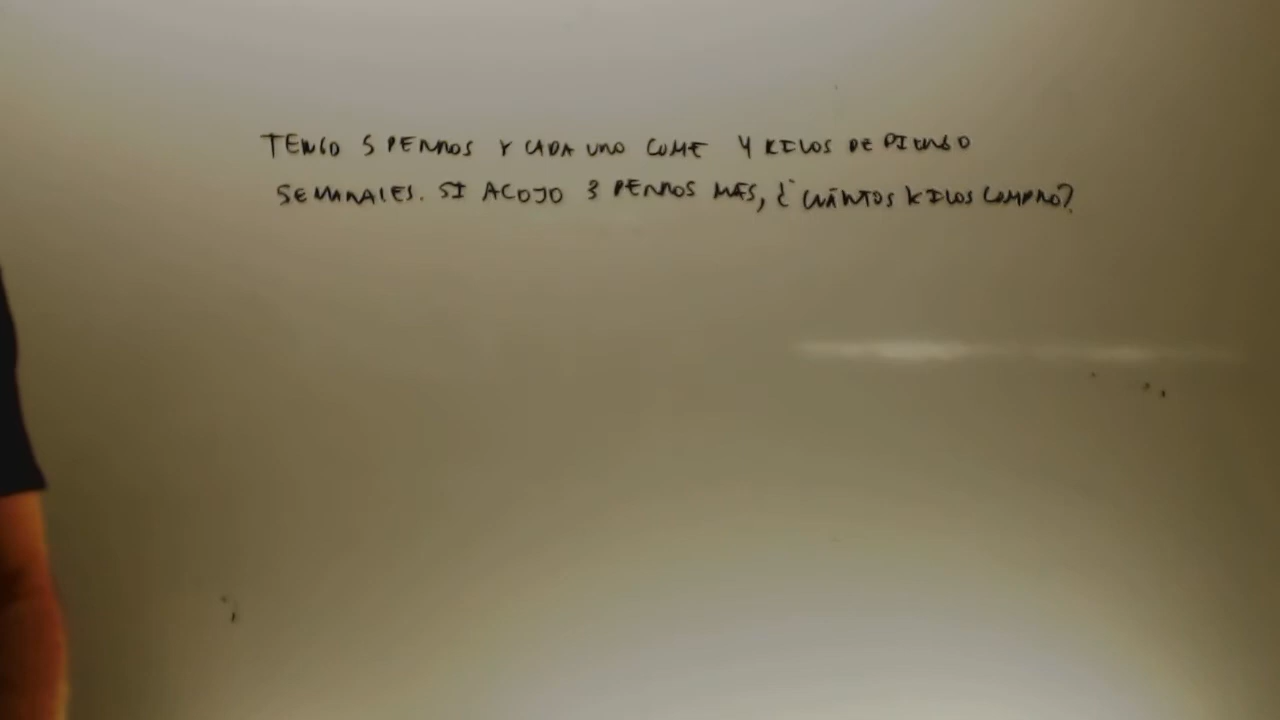 TENGO 5 PERROS Y CADA UNO COME 4 KILOS DE PIENSO
SEMANALES. SI ACOJO 3 PERROS MÁS, ¿CUÁNTOS KILOS COMPRO?